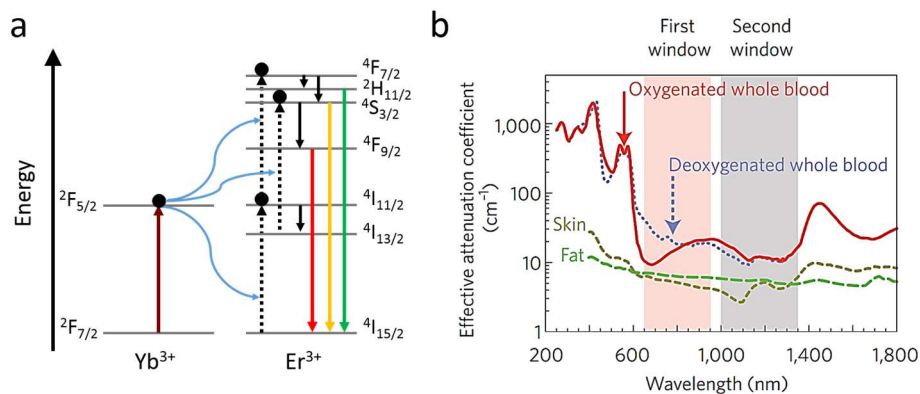 a
Energy
²F₅/₂
²F₇/₂
Yb³⁺
⁴F₇/₂
²H₁₁/₂
⁴S₃/₂
⁴F₉/₂
⁴I₁₁/₂
⁴I₁₃/₂
⁴I₁₅/₂
Er³⁺
b
First
window
Second
window
Oxygenated whole blood
Deoxygenated whole blood
Skin
Fat
Effective attenuation coefficient
(cm⁻¹)
1,000
100
10
1
200
600
1,000
1,400
1,800
Wavelength (nm)